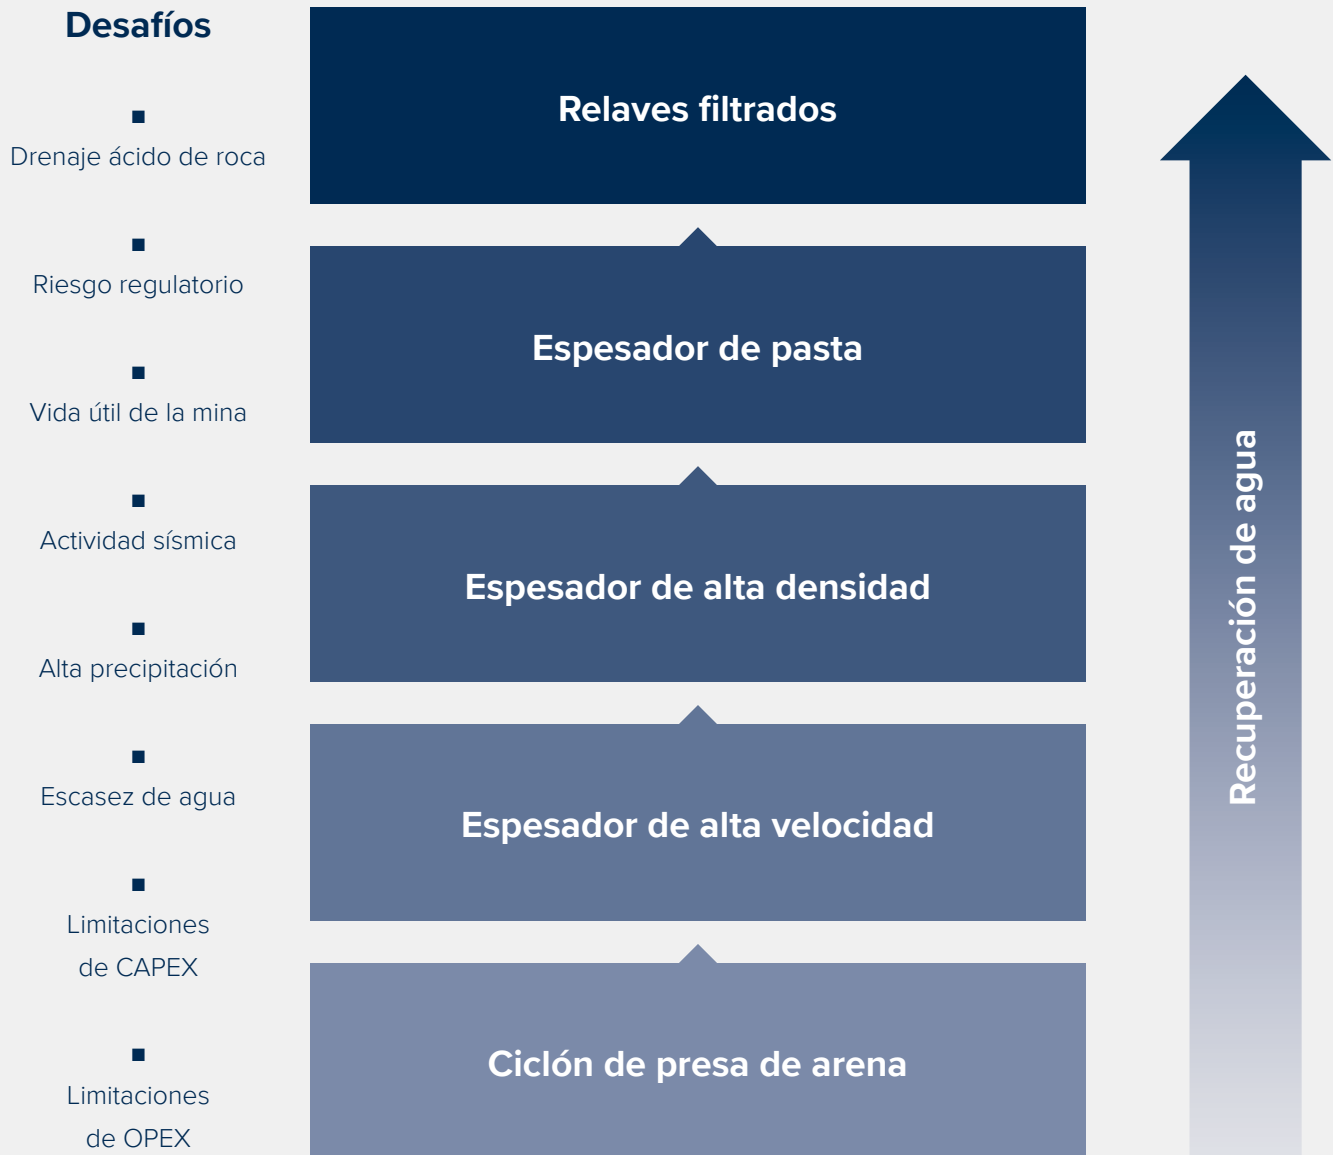 Desafíos
Drenaje ácido de roca
Riesgo regulatorio
Vida útil de la mina
Actividad sísmica
Alta precipitación
Escasez de agua
Limitaciones
de CAPEX
Limitaciones
de OPEX
Relaves filtrados
Espesador de pasta
Espesador de alta densidad
Espesador de alta velocidad
Ciclón de presa de arena
Recuperación de agua